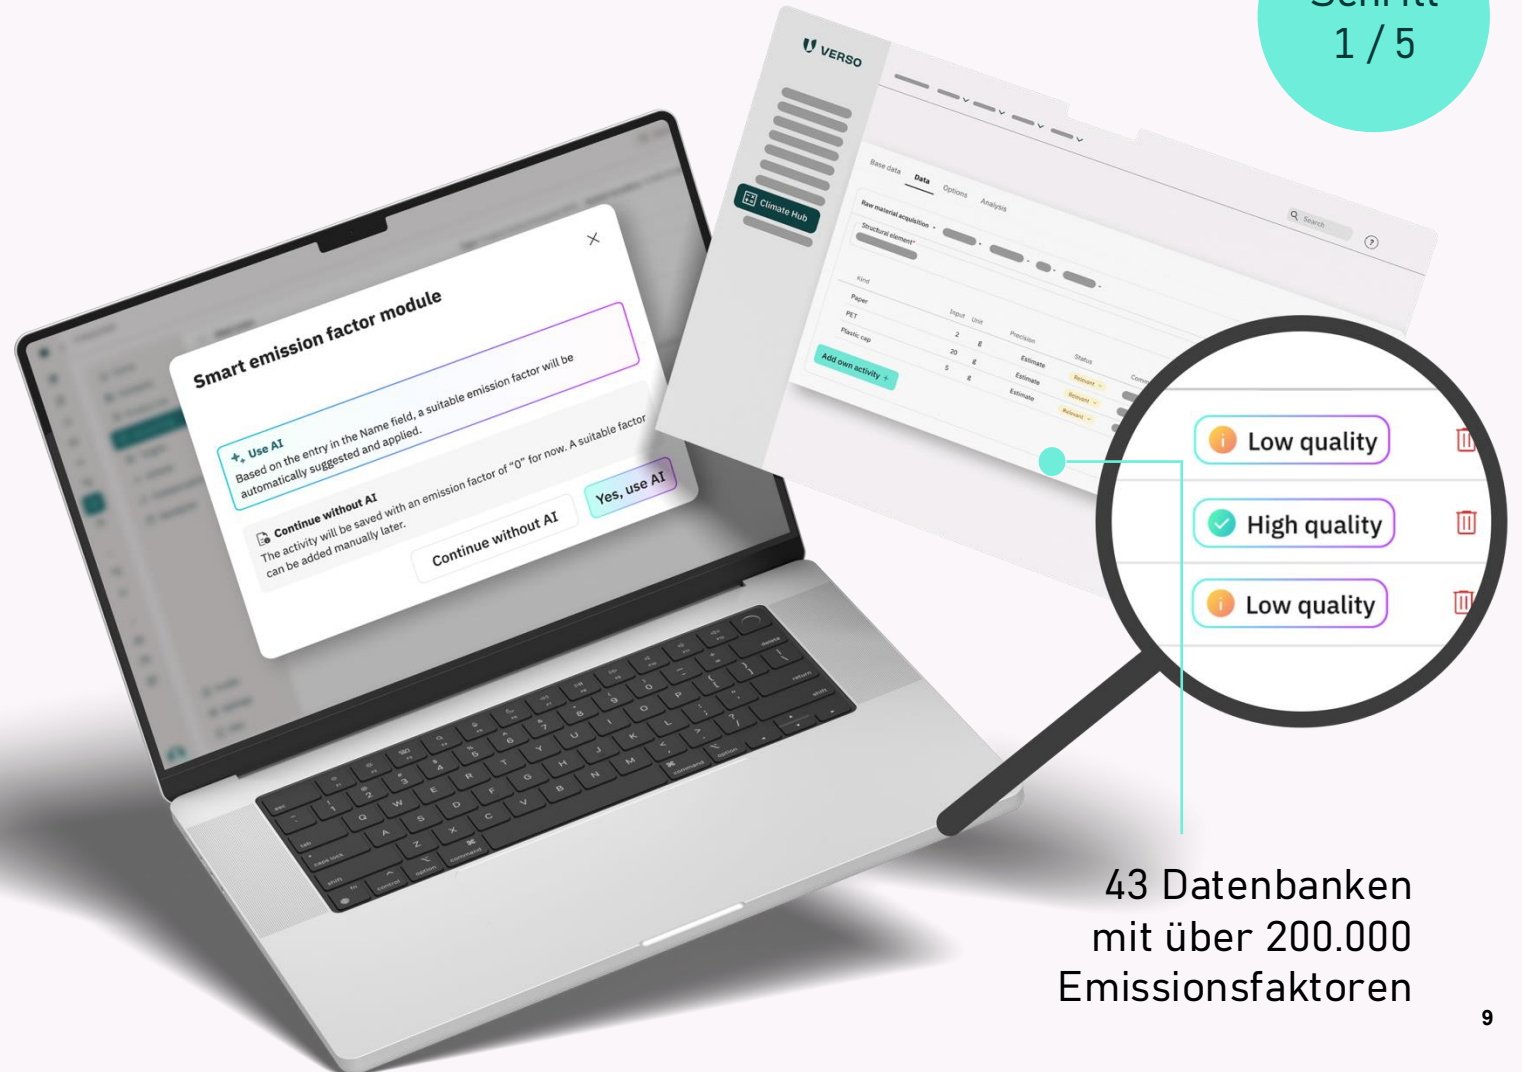 Schritt
1 / 5
VERSO
Climate Hub
Search
?
Base data Data Options Analysis
Raw material acquisition
Structural element*
Kind Input Unit Precision Status
Paper 2 g Estimate Relevant
PET 20 g Estimate Relevant
Plastic cap 5 g Estimate Relevant
Add own activity +
Smart emission factor module
Use AI
Based on the entry in the Name field, a suitable emission factor will be
automatically suggested and applied.
Continue without AI
The activity will be saved with an emission factor of “0” for now. A suitable factor
can be added manually later.
Continue without AI
Yes, use AI
Low quality
High quality
Low quality
43 Datenbanken
mit über 200.000
Emissionsfaktoren
9